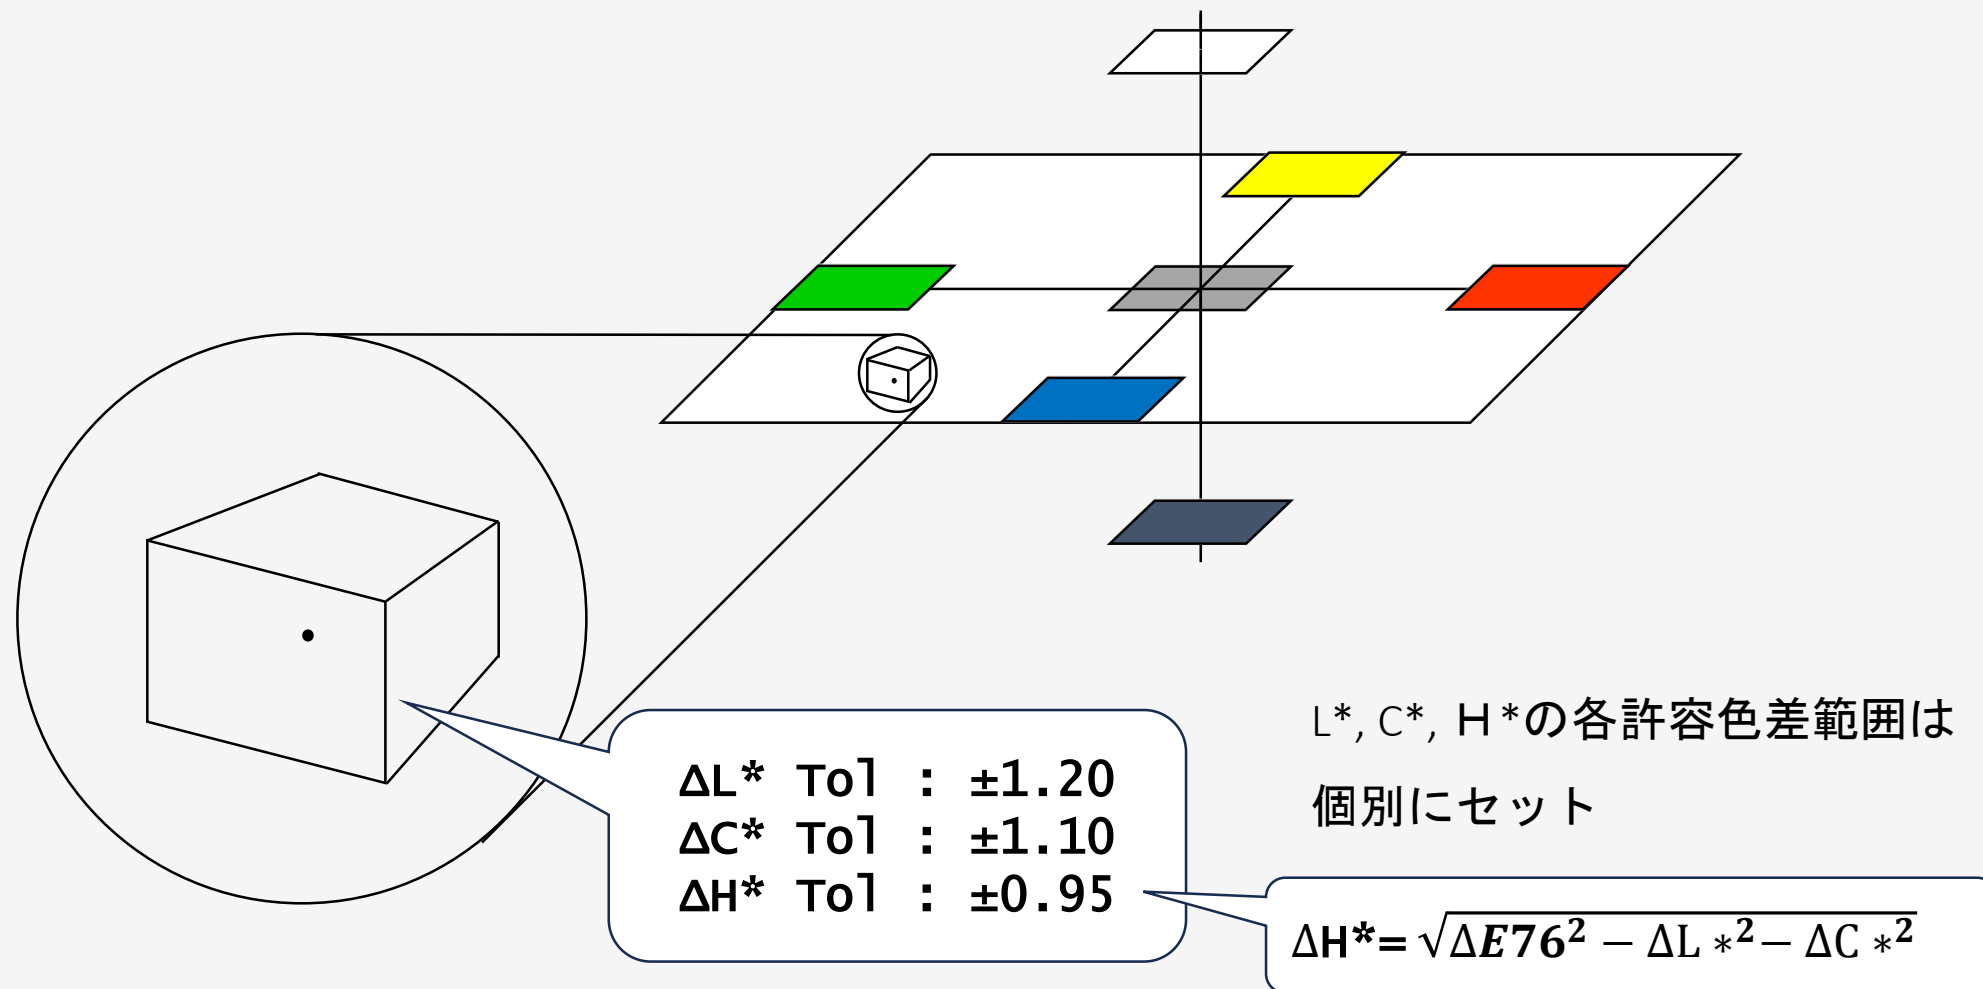 L*, C*, Ｈ*の各許容色差範囲は
個別にセット
ΔL* Tol : ±1.20
ΔC* Tol : ±1.10
ΔH* Tol : ±0.95
ΔH*= √ΔE76² − ΔL ∗² − ΔC ∗²